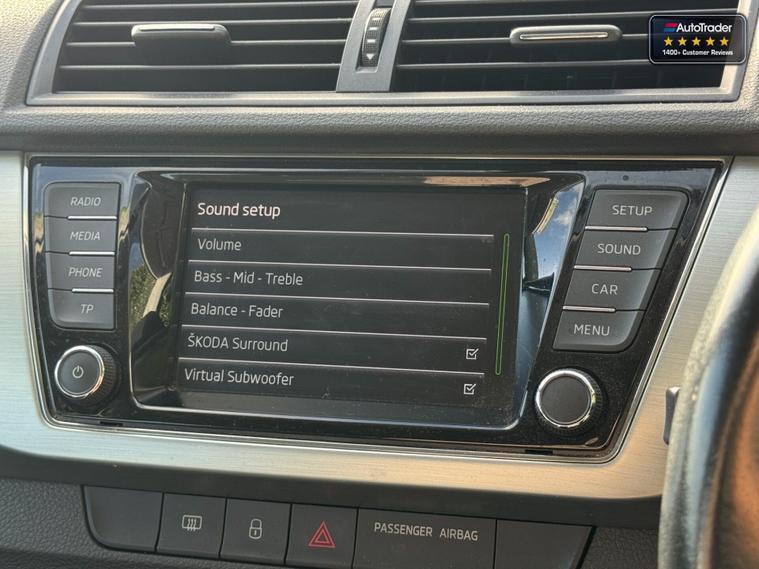 AutoTrader
1400+ Customer Reviews
RADIO
MEDIA
PHONE
TP
Sound setup
Volume
Bass - Mid - Treble
Balance - Fader
ŠKODA Surround
Virtual Subwoofer
SETUP
SOUND
CAR
MENU
PASSENGER AIRBAG